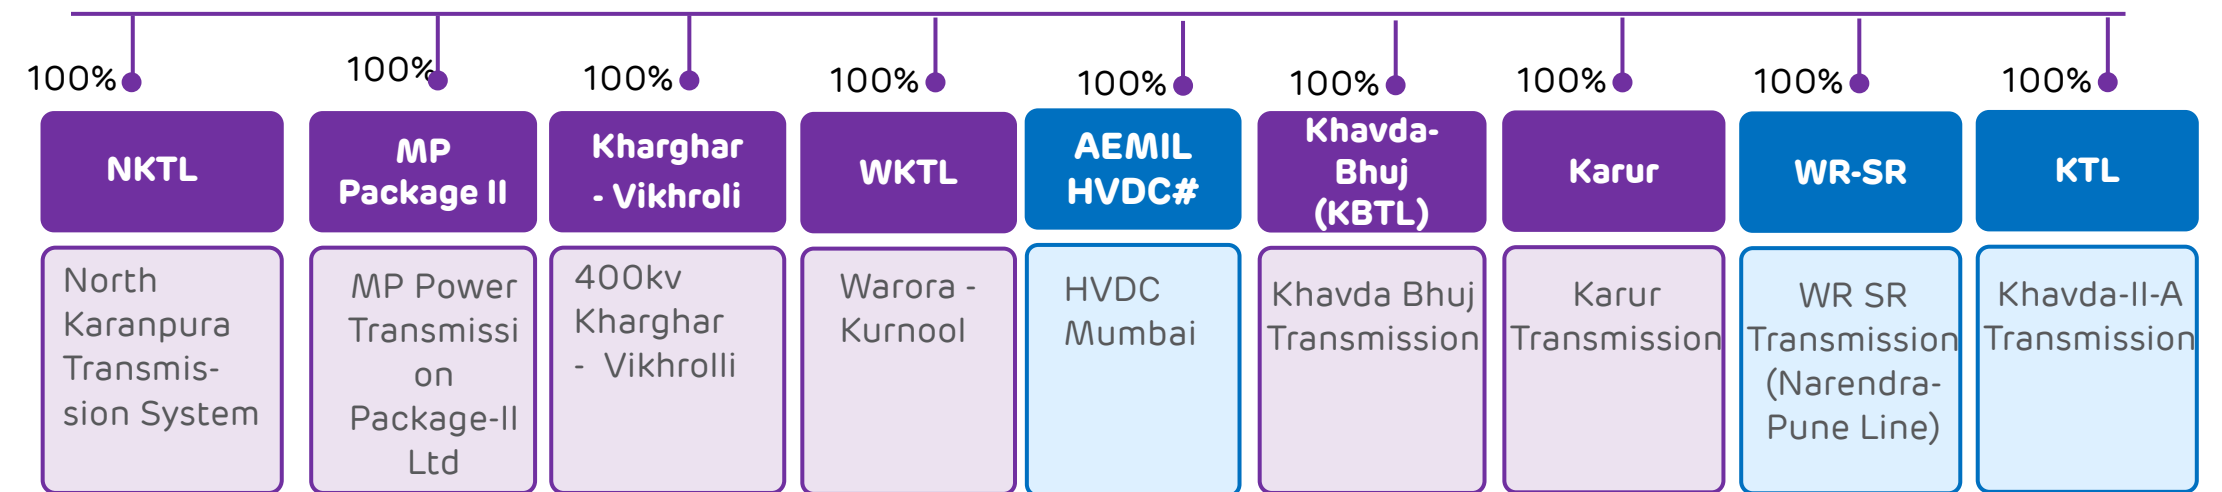 100%
NKTL
North
Karanpura
Transmis-
sion System
100%
MP
Package II
MP Power
Transmissi
on
Package-II
Ltd
100%
Kharghar
- Vikhroli
400kv
Kharghar
- Vikhrolli
100%
WKTL
Warora -
Kurnool
100%
AEMIL
HVDC#
HVDC
Mumbai
100%
Khavda-
Bhuj
(KBTL)
Khavda Bhuj
Transmission
100%
Karur
Karur
Transmission
100%
WR-SR
WR SR
Transmission
(Narendra-
Pune Line)
100%
KTL
Khavda-II-A
Transmission